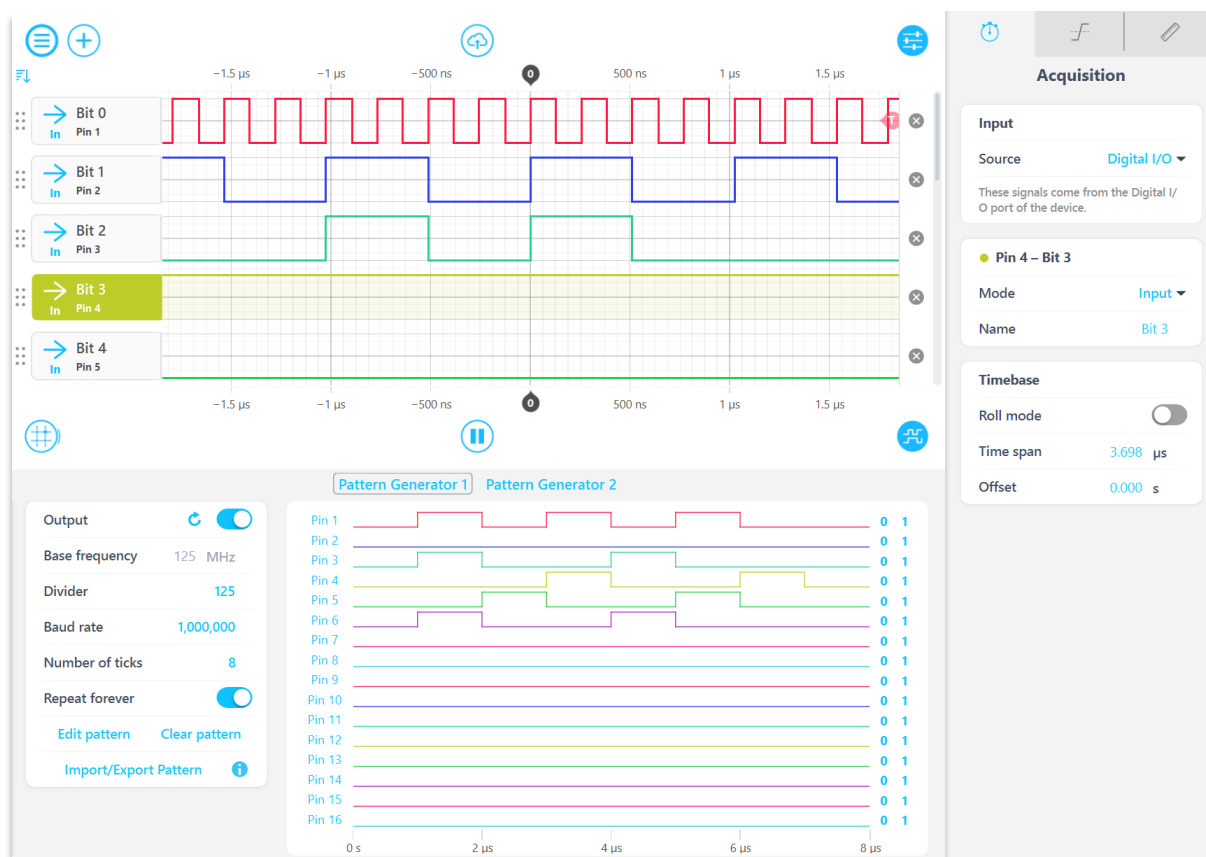 Acquisition
−1.5 μs −1 μs −500 ns 0 500 ns 1 μs 1.5 μs
Bit 0
In Pin 1
T
Bit 1
In Pin 2
Bit 2
In Pin 3
Bit 3
In Pin 4
Bit 4
In Pin 5
−1.5 μs −1 μs −500 ns 0 500 ns 1 μs 1.5 μs
Input
Source Digital I/O
These signals come from the Digital I/
O port of the device.
Pin 4 – Bit 3
Mode Input
Name Bit 3
Timebase
Roll mode
Time span 3.698 μs
Offset 0.000 s
Pattern Generator 1 Pattern Generator 2
Output
Base frequency 125 MHz
Divider 125
Baud rate 1,000,000
Number of ticks 8
Repeat forever
Edit pattern Clear pattern
Import/Export Pattern i
Pin 1 0 1
Pin 2 0 1
Pin 3 0 1
Pin 4 0 1
Pin 5 0 1
Pin 6 0 1
Pin 7 0 1
Pin 8 0 1
Pin 9 0 1
Pin 10 0 1
Pin 11 0 1
Pin 12 0 1
Pin 13 0 1
Pin 14 0 1
Pin 15 0 1
Pin 16 0 1
0 s 2 μs 4 μs 6 μs 8 μs